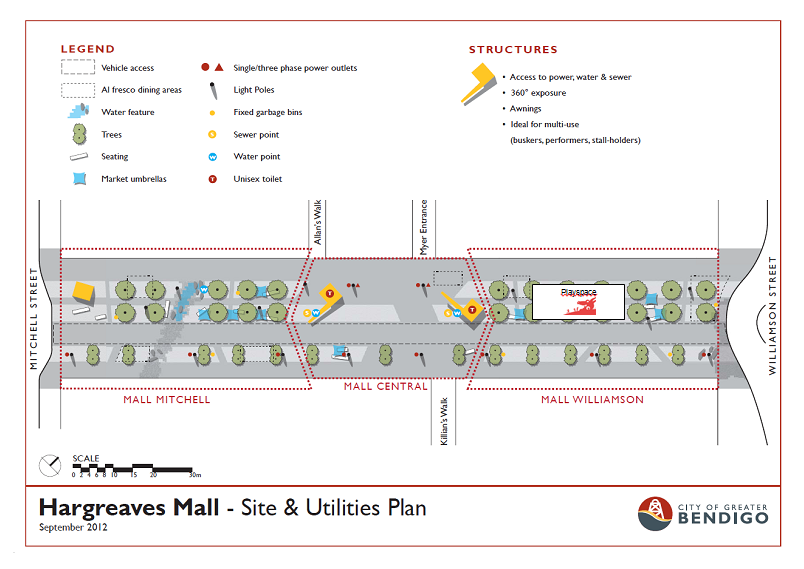 LEGEND
Vehicle access
Al fresco dining areas
Water feature
Trees
Seating
Market umbrellas
Single/three phase power outlets
Light Poles
Fixed garbage bins
S Sewer point
W Water point
T Unisex toilet
STRUCTURES
• Access to power, water & sewer
• 360° exposure
• Awnings
• Ideal for multi-use
(buskers, performers, stall-holders)
MITCHELL STREET
Allan's Walk
Myer Entrance
WILLIAMSON STREET
W
T
S W
S W
T
Playspace
MALL MITCHELL
MALL CENTRAL
Killian's Walk
MALL WILLIAMSON
SCALE
0 2 4 6 8 10 15 20 30m
Hargreaves Mall - Site & Utilities Plan
September 2012
CITY OF GREATER
BENDIGO